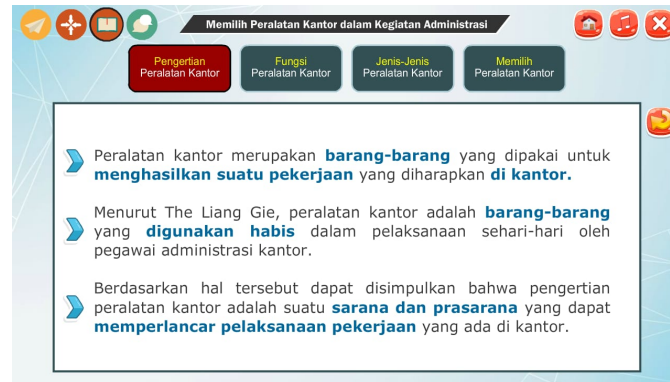 Memilih Peralatan Kantor dalam Kegiatan Administrasi
Pengertian
Peralatan Kantor
Fungsi
Peralatan Kantor
Jenis-Jenis
Peralatan Kantor
Memilih
Peralatan Kantor
Peralatan kantor merupakan barang-barang yang dipakai untuk
menghasilkan suatu pekerjaan yang diharapkan di kantor.
Menurut The Liang Gie, peralatan kantor adalah barang-barang
yang digunakan habis dalam pelaksanaan sehari-hari oleh
pegawai administrasi kantor.
Berdasarkan hal tersebut dapat disimpulkan bahwa pengertian
peralatan kantor adalah suatu sarana dan prasarana yang dapat
memperlancar pelaksanaan pekerjaan yang ada di kantor.